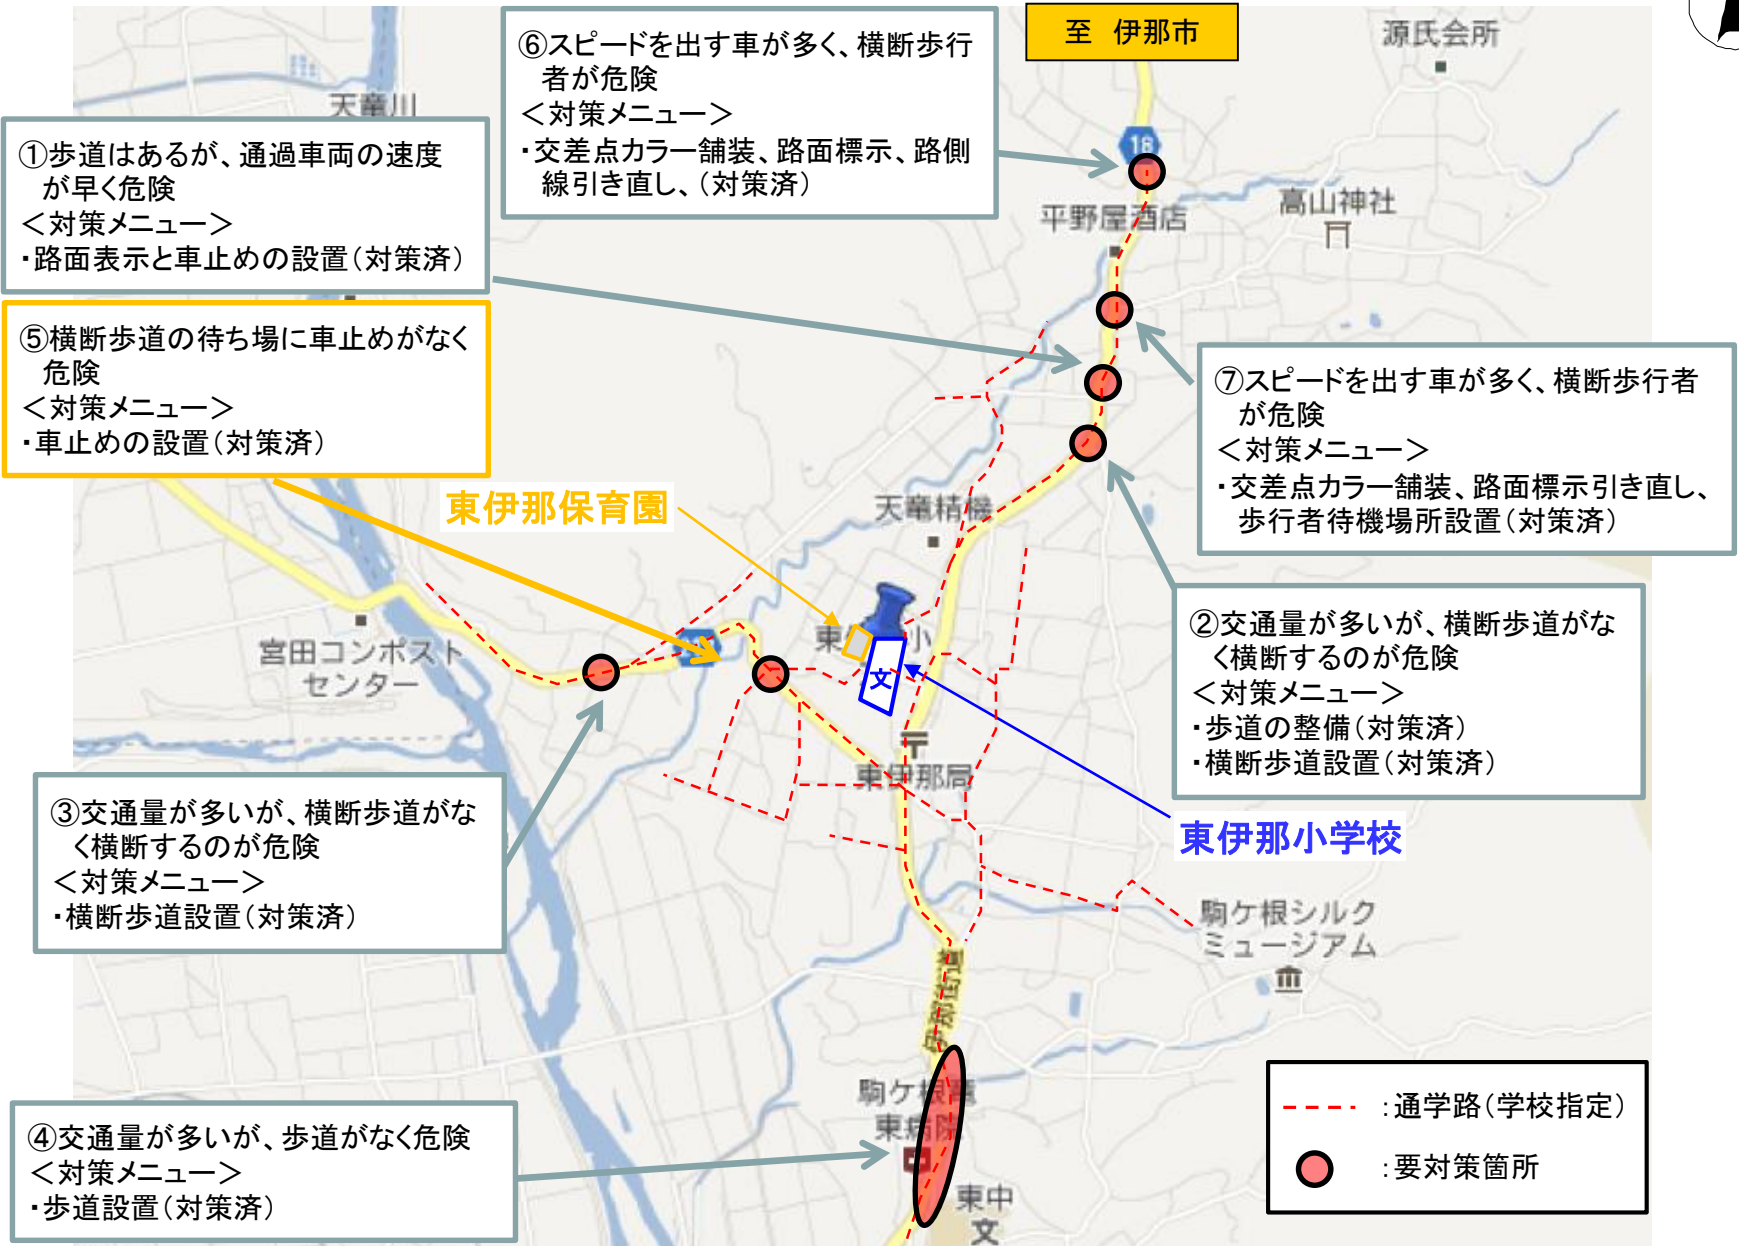 至 伊那市
源氏会所
天竜川
⑥スピードを出す車が多く、横断歩行
者が危険
<対策メニュー>
・交差点カラー舗装、路面標示、路側
線引き直し、(対策済)
①歩道はあるが、通過車両の速度
が早く危険
<対策メニュー>
・路面表示と車止めの設置(対策済)
18
平野屋酒店
高山神社
⑤横断歩道の待ち場に車止めがなく
危険
<対策メニュー>
・車止めの設置(対策済)
⑦スピードを出す車が多く、横断歩行者
が危険
<対策メニュー>
・交差点カラー舗装、路面標示引き直し、
歩行者待機場所設置(対策済)
東伊那保育園
天竜精機
宮田コンポスト
センター
東
小
文
②交通量が多いが、横断歩道がな
く横断するのが危険
<対策メニュー>
・歩道の整備(対策済)
・横断歩道設置(対策済)
〒
東伊那局
③交通量が多いが、横断歩道がな
く横断するのが危険
<対策メニュー>
・横断歩道設置(対策済)
東伊那小学校
駒ケ根シルク
ミュージアム
伊那街道
駒ケ根高
東病院
④交通量が多いが、歩道がなく危険
<対策メニュー>
・歩道設置(対策済)
東中
文
:通学路(学校指定)
:要対策箇所